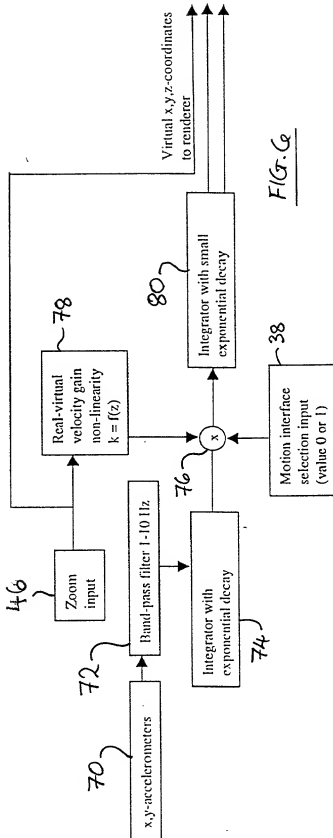 46
Zoom
input
78
Real-virtual
velocity gain
non-linearity
k = f(z)
Virtual x,y,z-coordinates
to renderer
70
x,y-accelerometers
72
Band-pass filter 1-10 Hz
74
Integrator with
exponential decay
76
x
80
Integrator with small
exponential decay
38
Motion interface
selection input
(value 0 or 1)
FIG. 6